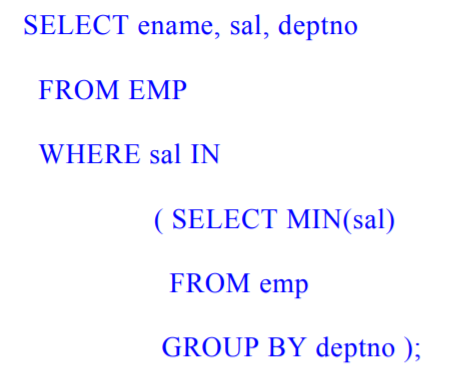 SELECT ename, sal, deptno
FROM EMP
WHERE sal IN
( SELECT MIN(sal)
FROM emp
GROUP BY deptno );